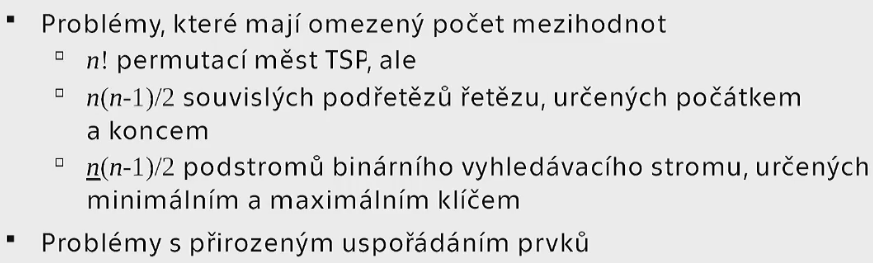 ▪ Problémy, které mají omezený počet mezihodnot
▫ n! permutací měst TSP, ale
▫ n(n-1)/2 souvislých podřetězů řetězu, určených počátkem
a koncem
▫ n(n-1)/2 podstromů binárního vyhledávacího stromu, určených
minimálním a maximálním klíčem
▪ Problémy s přirozeným uspořádáním prvků